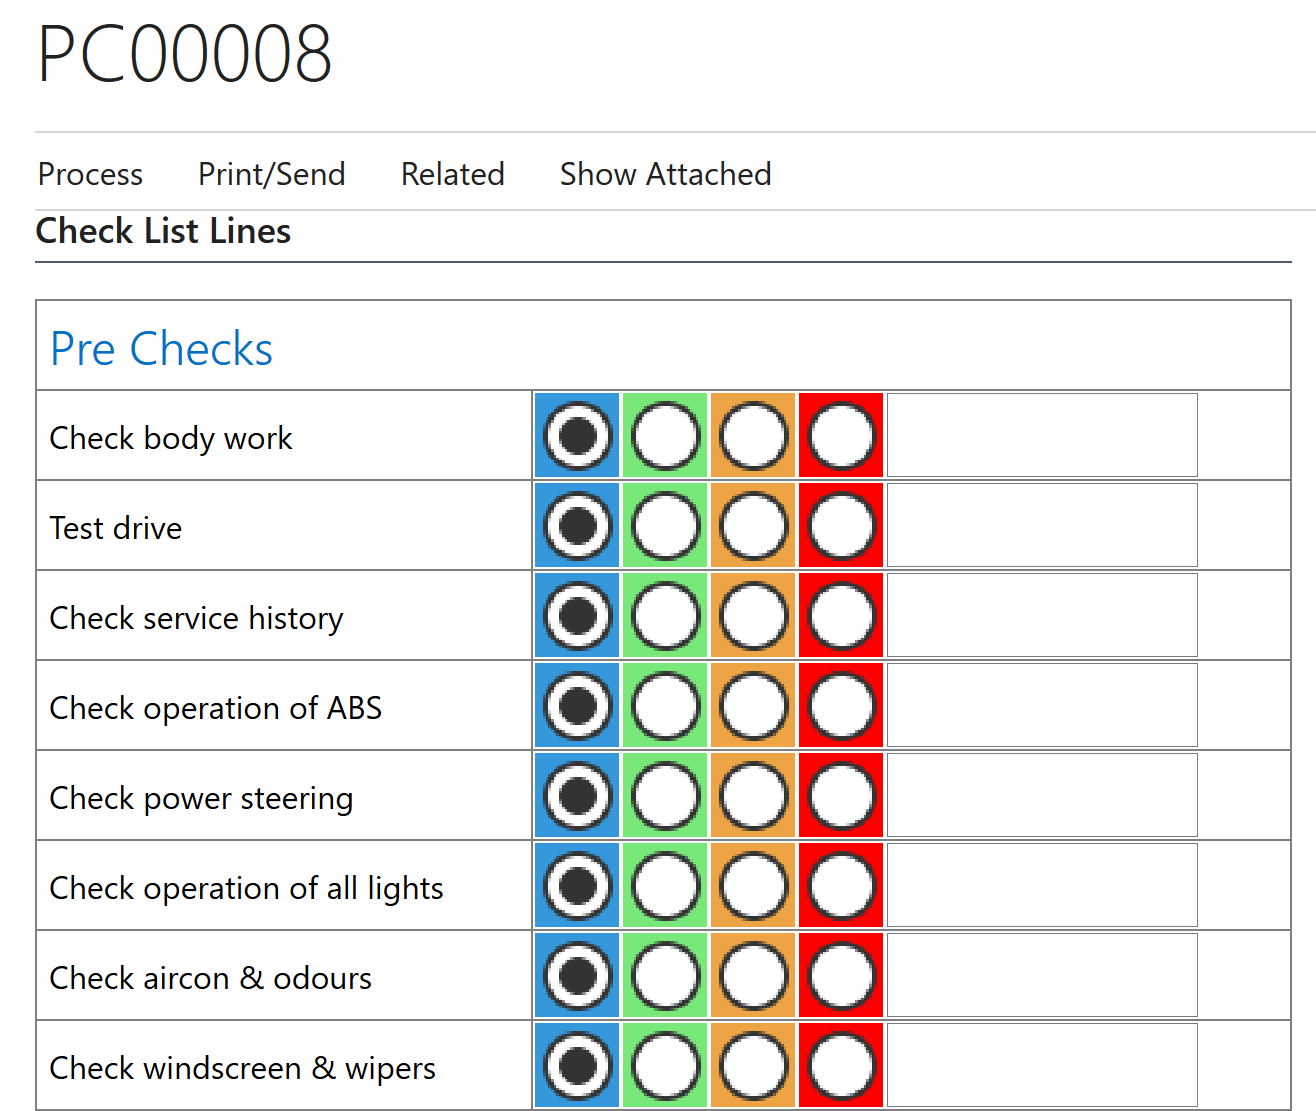 PC00008
Process Print/Send Related Show Attached
Check List Lines
Pre Checks
Check body work
Test drive
Check service history
Check operation of ABS
Check power steering
Check operation of all lights
Check aircon & odours
Check windscreen & wipers